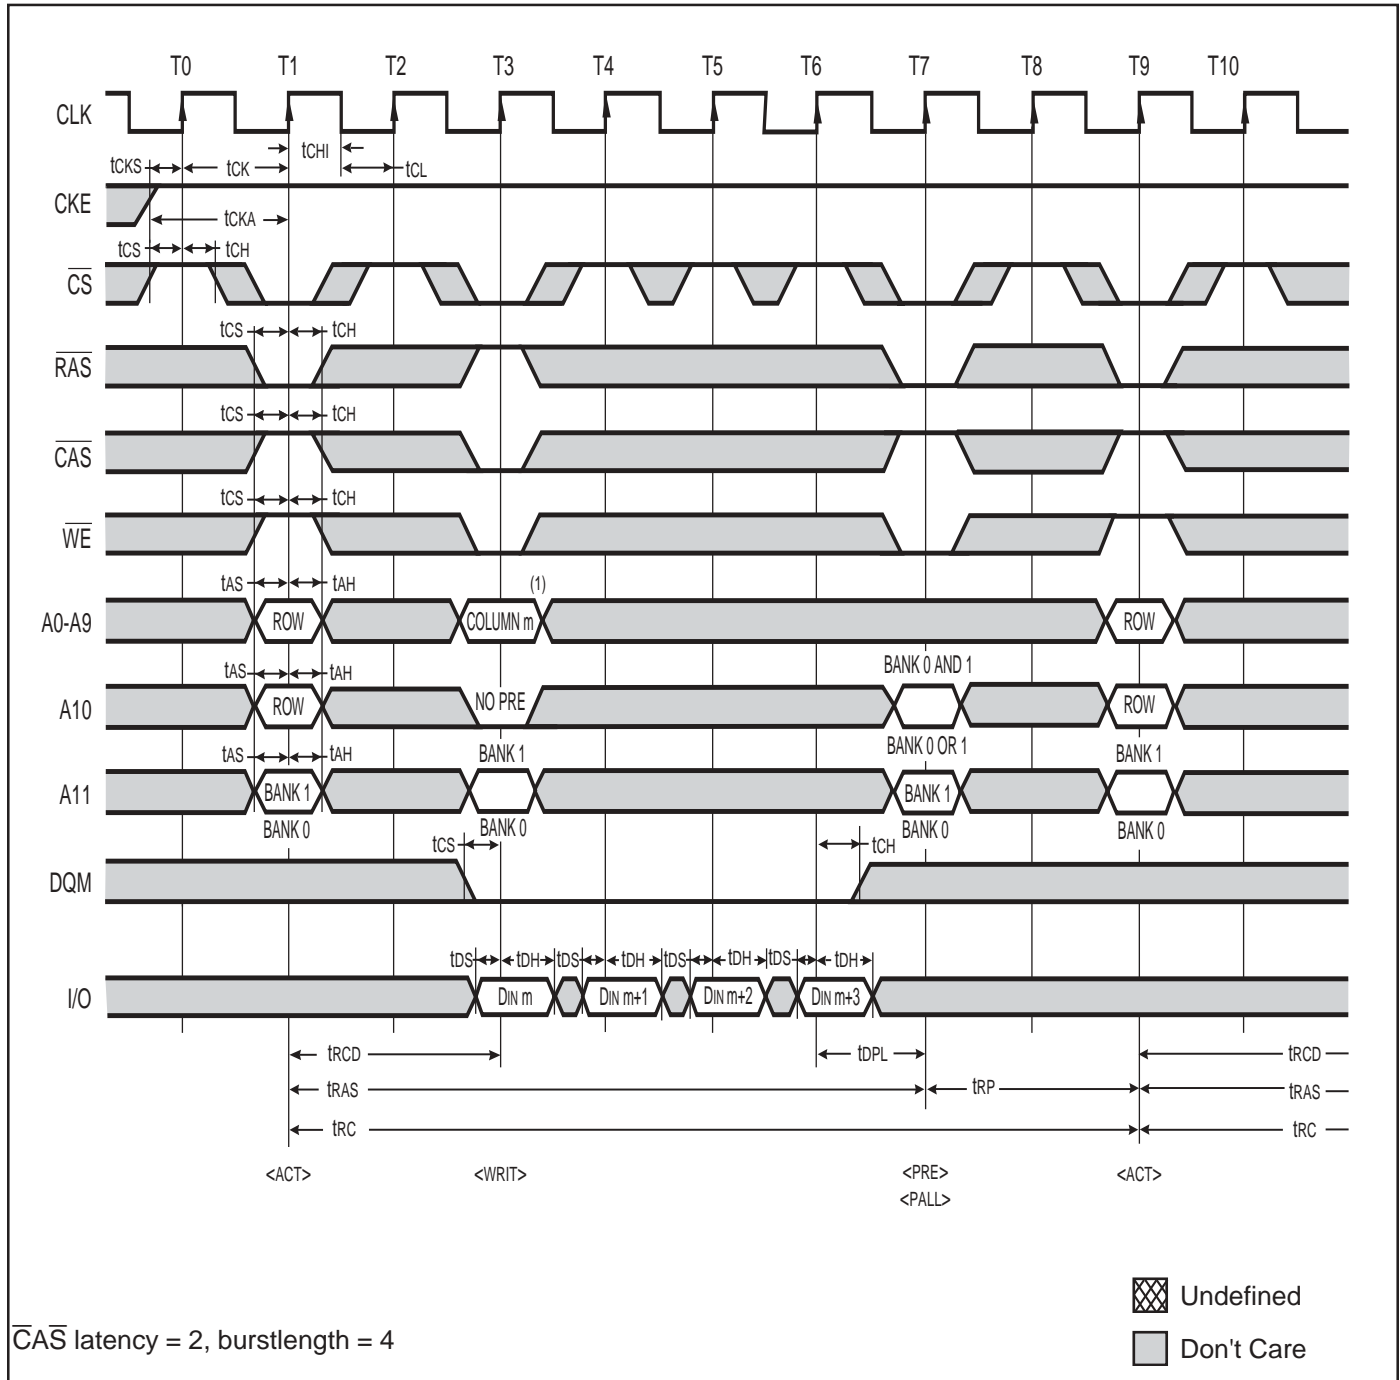 T0 T1 T2 T3 T4 T5 T6 T7 T8 T9 T10
CLK
tCHI
tCKS tCK tCL
CKE
tCKA
tCS tCH
CS
tCS tCH
RAS
tCS tCH
CAS
tCS tCH
WE
tAS tAH (1)
A0-A9 ROW COLUMN m ROW
tAS tAH BANK 0 AND 1
A10 ROW NO PRE ROW
tAS tAH BANK 1 BANK 0 OR 1 BANK 1
A11 BANK 1 BANK 1
BANK 0 BANK 0 BANK 0 BANK 0
tCS tCH
DQM
tDS tDH tDS tDH tDS tDH tDS tDH
I/O DIN m DIN m+1 DIN m+2 DIN m+3
tRCD tDPL tRCD
tRAS tRP tRAS
tRC tRC
<ACT> <WRIT> <PRE> <ACT>
<PALL>
Undefined
CAS latency = 2, burstlength = 4
Don't Care